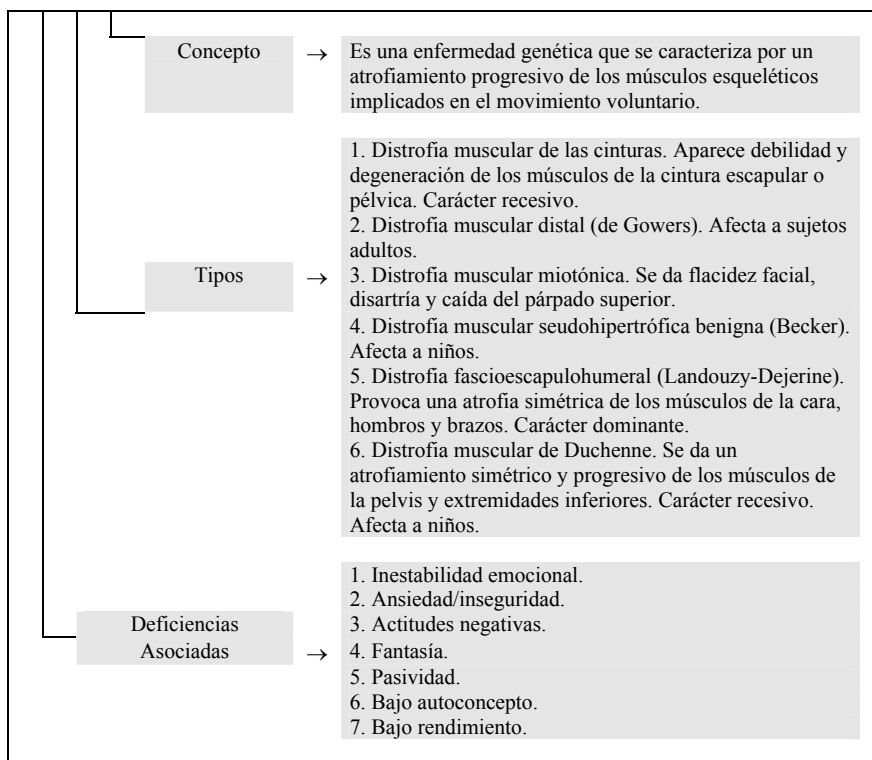 Concepto → Es una enfermedad genética que se caracteriza por un
atrofiamiento progresivo de los músculos esqueléticos
implicados en el movimiento voluntario.
1. Distrofia muscular de las cinturas. Aparece debilidad y
degeneración de los músculos de la cintura escapular o
pélvica. Carácter recesivo.
2. Distrofia muscular distal (de Gowers). Afecta a sujetos
adultos.
Tipos → 3. Distrofia muscular miotónica. Se da flacidez facial,
disartría y caída del párpado superior.
4. Distrofia muscular seudohipertrófica benigna (Becker).
Afecta a niños.
5. Distrofia fascioescapulohumeral (Landouzy-Dejerine).
Provoca una atrofia simétrica de los músculos de la cara,
hombros y brazos. Carácter dominante.
6. Distrofia muscular de Duchenne. Se da un
atrofiamiento simétrico y progresivo de los músculos de
la pelvis y extremidades inferiores. Carácter recesivo.
Afecta a niños.
Deficiencias
Asociadas →
1. Inestabilidad emocional.
2. Ansiedad/inseguridad.
3. Actitudes negativas.
4. Fantasía.
5. Pasividad.
6. Bajo autoconcepto.
7. Bajo rendimiento.